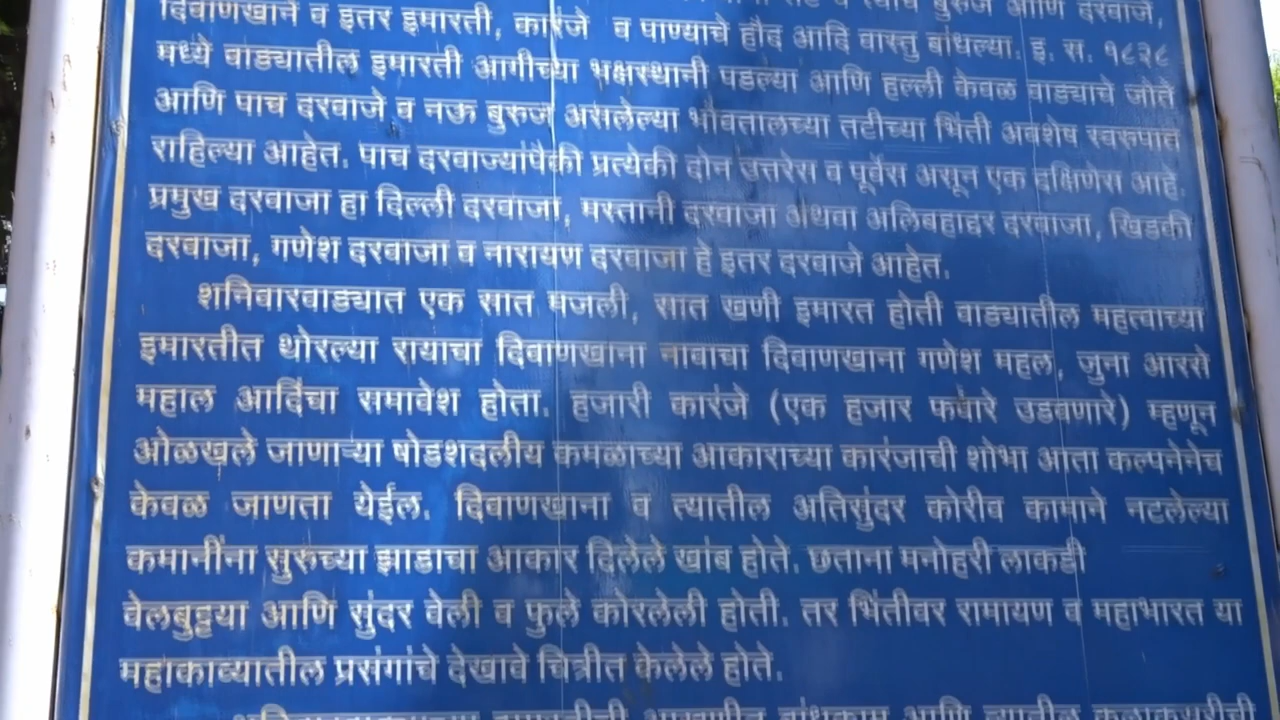 व त्याचे बुरुज आणि दरवाजे,
दिवाणखाने व इतर इमारती, कारंजे व पाण्याचे हौद आदि वास्तु बांधल्या. इ. स. १८२८
मध्ये वाड्यातील इमारती आगीच्या भक्षस्थानी पडल्या आणि हल्ली केवळ वाड्याचे जोते
आणि पाच दरवाजे व नऊ बुरुज असलेल्या भोवतालच्या तटीच्या भिंती अवशेष स्वरुपात
राहिल्या आहेत. पाच दरवाज्यांपैकी प्रत्येकी दोन उत्तरेस व पूर्वेस असून एक दक्षिणेस आहे.
प्रमुख दरवाजा हा दिल्ली दरवाजा, मस्तानी दरवाजा अथवा अलिबहाद्दर दरवाजा, खिडकी
दरवाजा, गणेश दरवाजा व नारायण दरवाजा हे इतर दरवाजे आहेत.
शनिवारवाड्यात एक सात मजली, सात खणी इमारत होती वाड्यातील महत्वाच्या
इमारतीत थोरल्या रायाचा दिवाणखाना नावाचा दिवाणखाना गणेश महल, जुना आरसे
महाल आदिंचा समावेश होता. हजारी कारंजे (एक हजार फवारे उडवणारे) म्हणून
ओळखले जाणाऱ्या षोडशदलीय कमळाच्या आकाराच्या कारंजाची शोभा आता कल्पनेनेच
केवळ जाणता येईल. दिवाणखाना व त्यातील अतिसुंदर कोरीव कामाने नटलेल्या
कमानींना सुरुच्या झाडाचा आकार दिलेले खांब होते. छताना मनोहरी लाकडी
वेलबुट्टया आणि सुंदर वेली व फुले कोरलेली होती. तर भिंतीवर रामायण व महाभारत या
महाकाव्यातील प्रसंगांचे देखावे चित्रीत केलेले होते.